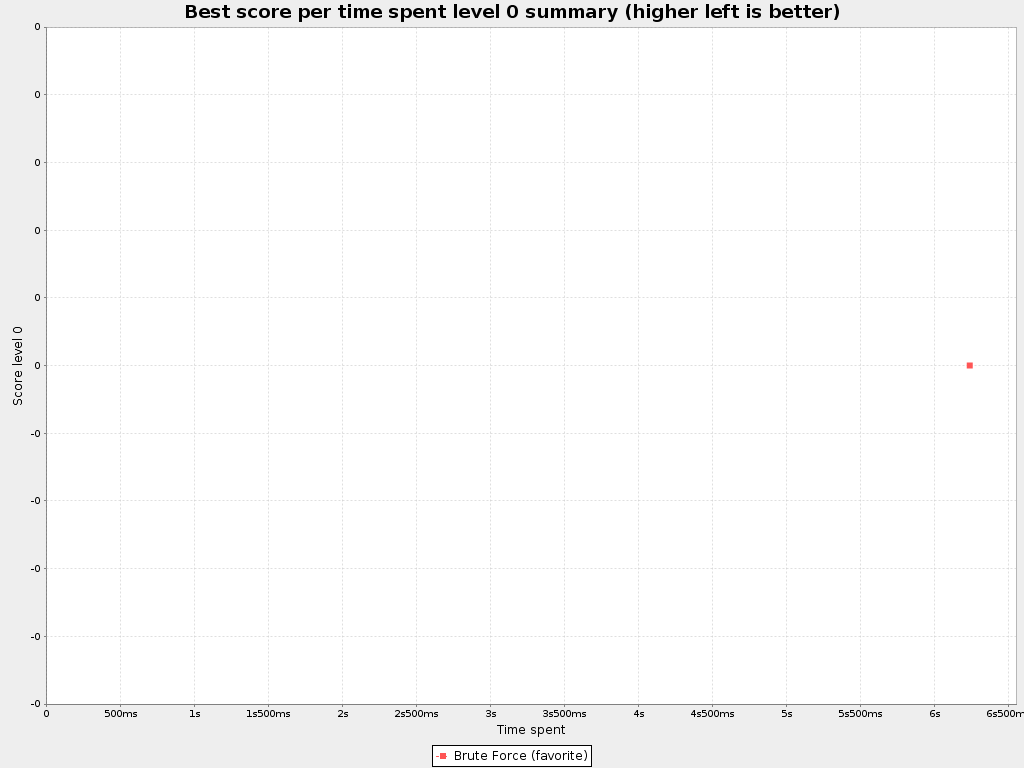 Best score per time spent level 0 summary (higher left is better)
0
0
0
0
0
0
-0
-0
-0
-0
-0
Score level 0
0 500ms 1s 1s500ms 2s 2s500ms 3s 3s500ms 4s 4s500ms 5s 5s500ms 6s 6s500m
Time spent
Brute Force (favorite)